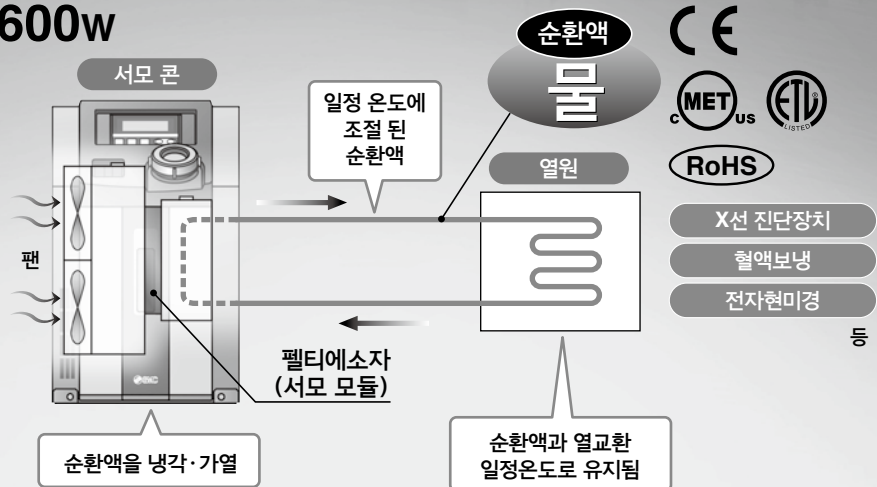 600W
서모 콘
순환액
물
일정 온도에
조절 된
순환액
열원
C MET US
ETL
LISTED
RoHS
X선 진단장치
혈액보냉
전자현미경
등
팬
SMC
펠티에소자
(서모 모듈)
순환액을 냉각·가열
순환액과 열교환
일정온도로 유지됨
CE